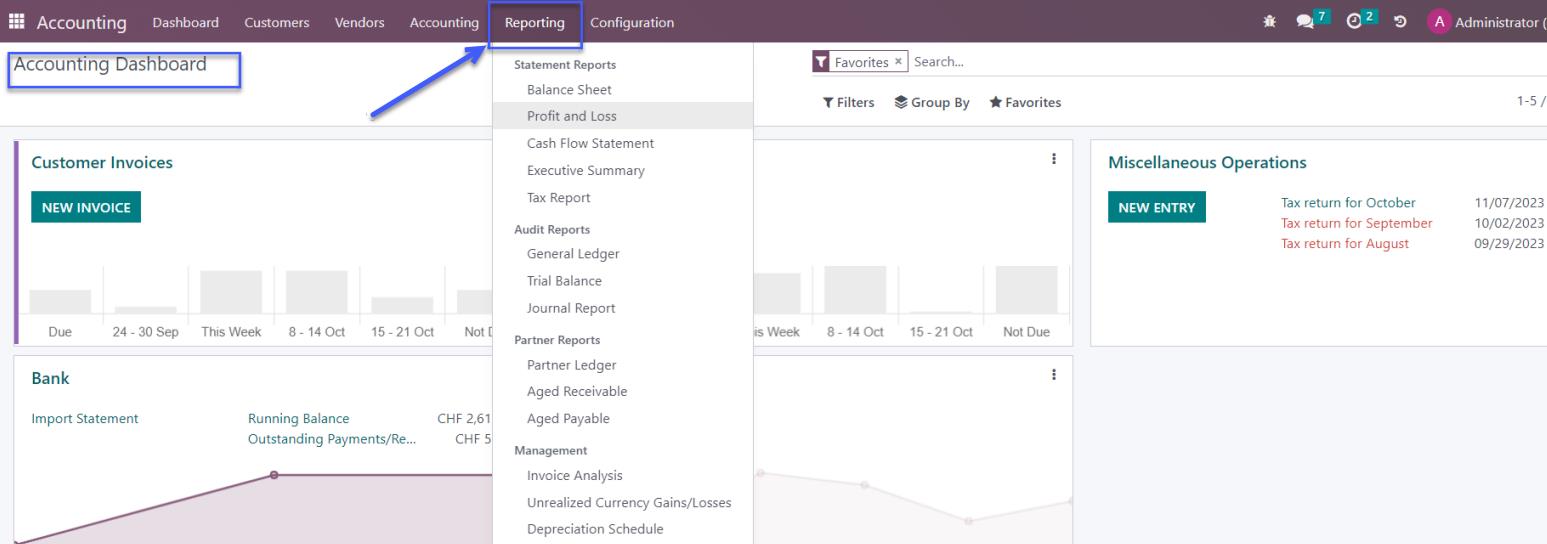 Accounting Dashboard Customers Vendors Accounting Reporting Configuration 7 2 A Administrator (
Accounting Dashboard
Favorites × Search...
Filters Group By Favorites 1-5 /
Statement Reports
Balance Sheet
Profit and Loss
Cash Flow Statement
Executive Summary
Tax Report
Audit Reports
General Ledger
Trial Balance
Journal Report
Partner Reports
Partner Ledger
Aged Receivable
Aged Payable
Management
Invoice Analysis
Unrealized Currency Gains/Losses
Depreciation Schedule
Customer Invoices
NEW INVOICE
Due 24 - 30 Sep This Week 8 - 14 Oct 15 - 21 Oct Not
Week 8 - 14 Oct 15 - 21 Oct Not Due
Miscellaneous Operations
NEW ENTRY
Tax return for October 11/07/2023
Tax return for September 10/02/2023
Tax return for August 09/29/2023
Bank
Import Statement Running Balance CHF 2,61
Outstanding Payments/Re... CHF 5